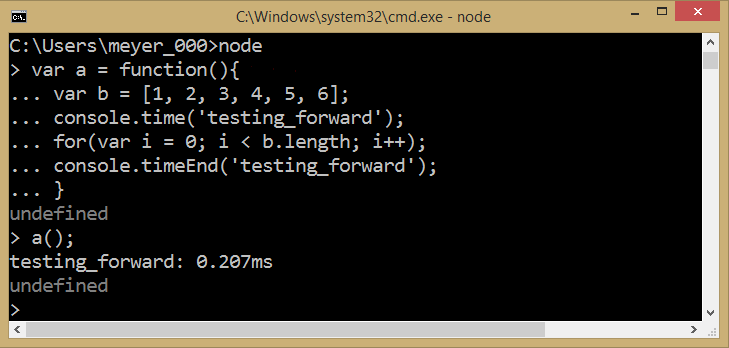 C:\Windows\system32\cmd.exe - node
C:\Users\meyer_000>node
> var a = function(){
... var b = [1, 2, 3, 4, 5, 6];
... console.time('testing_forward');
... for(var i = 0; i < b.length; i++);
... console.timeEnd('testing_forward');
... }
undefined
> a();
testing_forward: 0.207ms
undefined
>